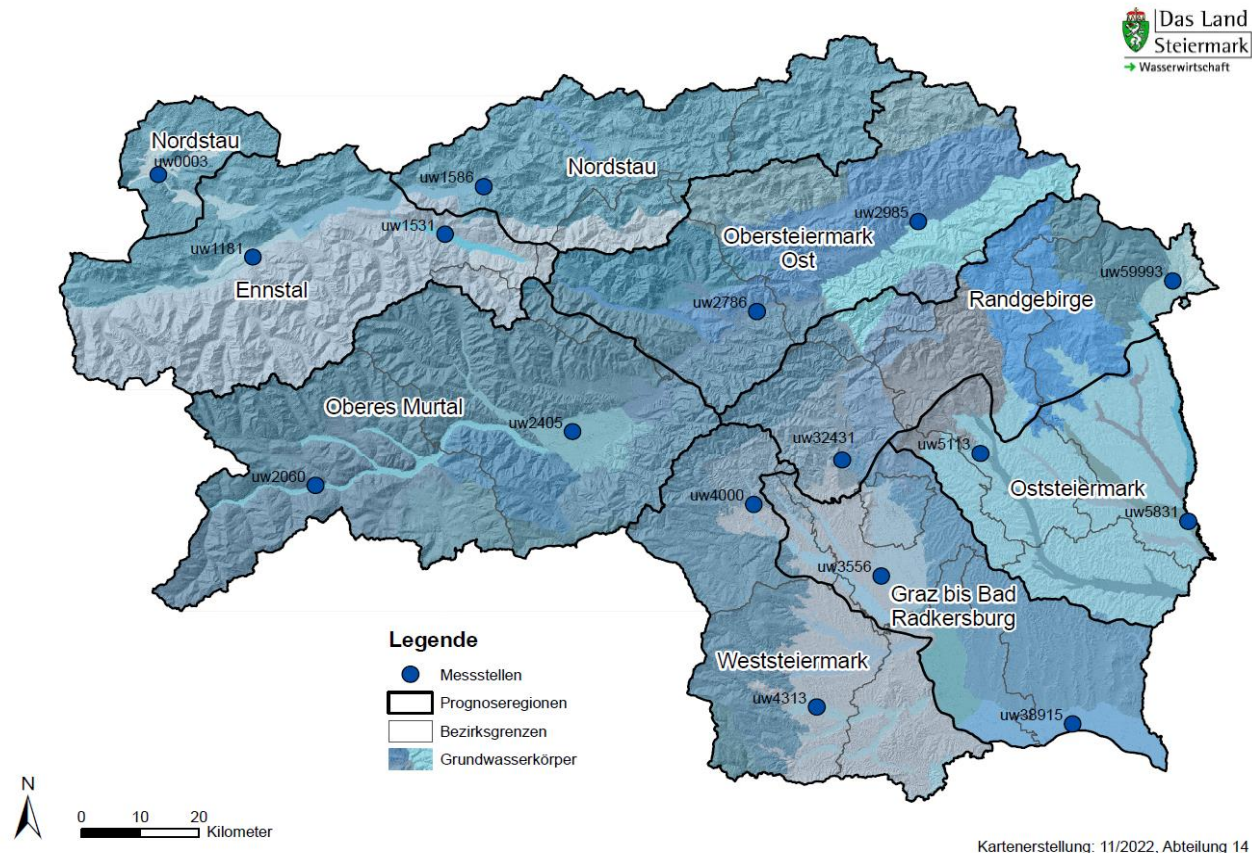 Das Land
Steiermark
→ Wasserwirtschaft
Nordstau
uw0003
Nordstau
uw1586
uw2985
uw1531
Obersteiermark
Ost
uw1181
Ennstal
uw59993
Randgebirge
uw2786
Oberes Murtal
uw2405
uw32431
uw5113
uw2060
Oststeiermark
uw4000
uw5831
uw3556
Graz bis Bad
Radkersburg
Legende
Messstellen
Weststeiermark
Prognoseregionen
uw4313
uw38915
Bezirksgrenzen
Grundwasserkörper
N
0 10 20
Kilometer
Kartenerstellung: 11/2022, Abteilung 14